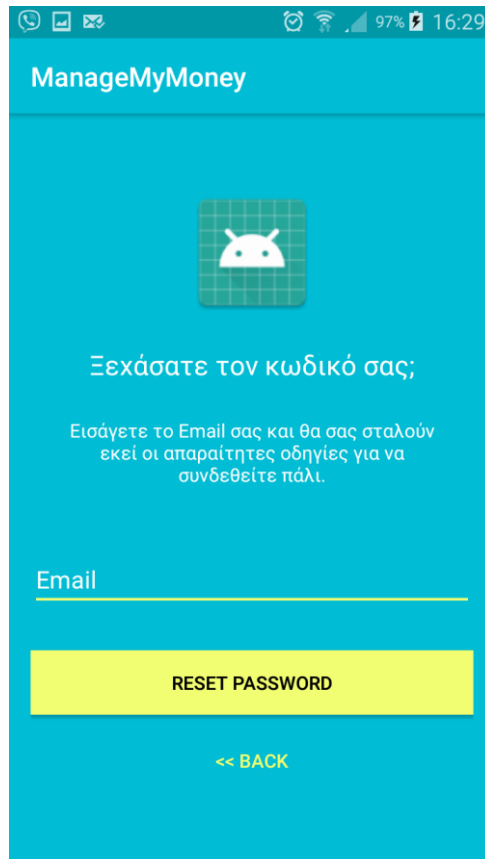 97% 16:29
ManageMyMoney
Ξεχάσατε τον κωδικό σας;
Εισάγετε το Email σας και θα σας σταλούν
εκεί οι απαραίτητες οδηγίες για να
συνδεθείτε πάλι.
Email
RESET PASSWORD
<< BACK